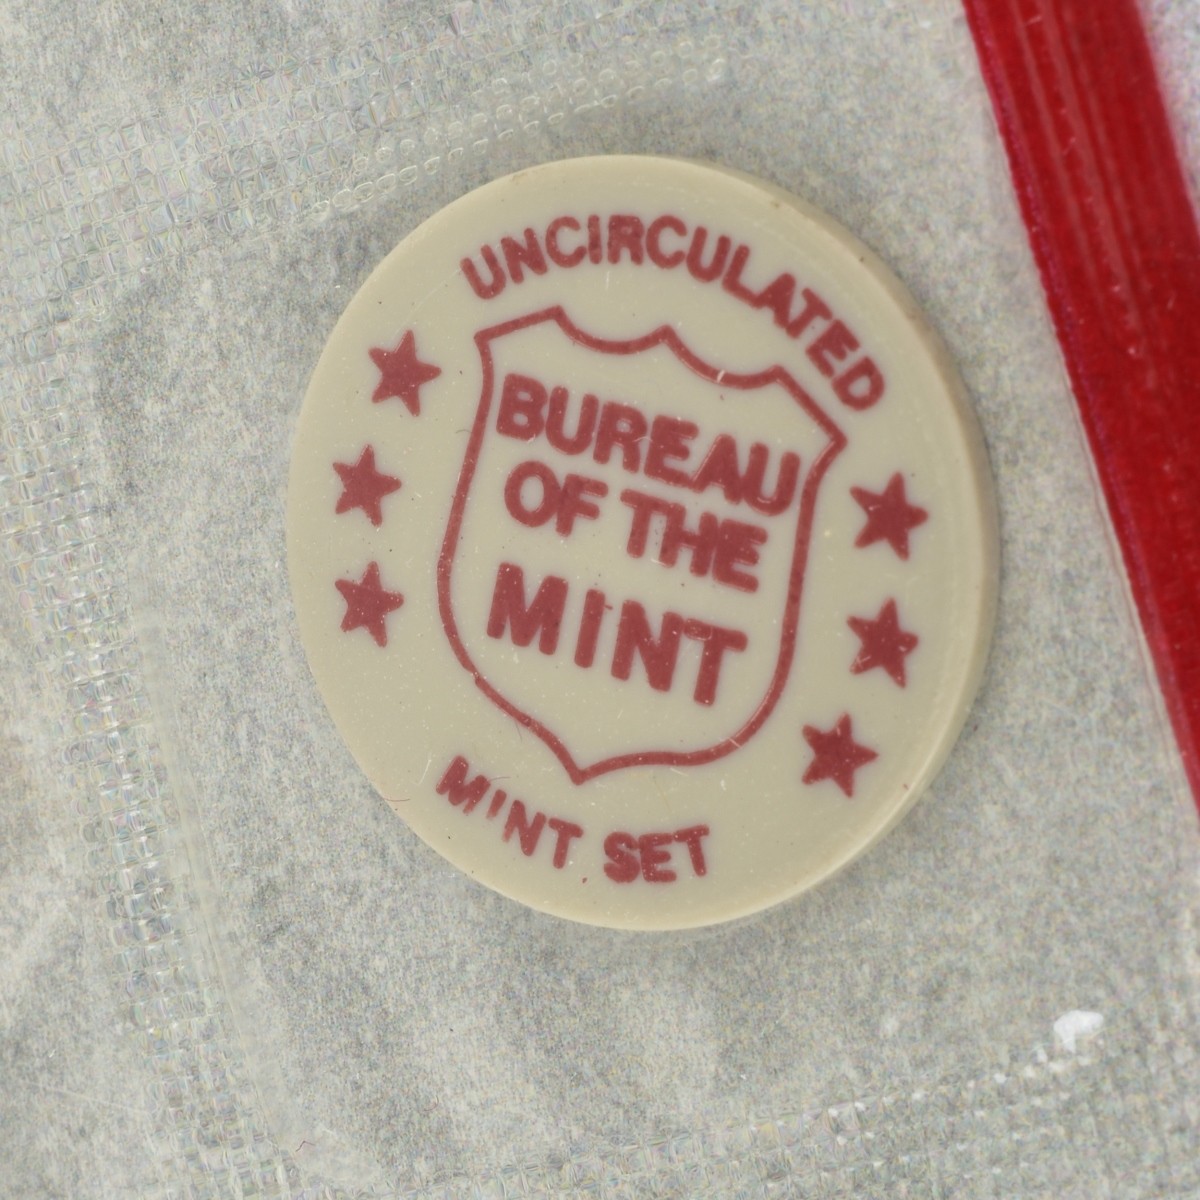 UNCIRCULATED
BUREAU
OF THE
MINT
MINT SET